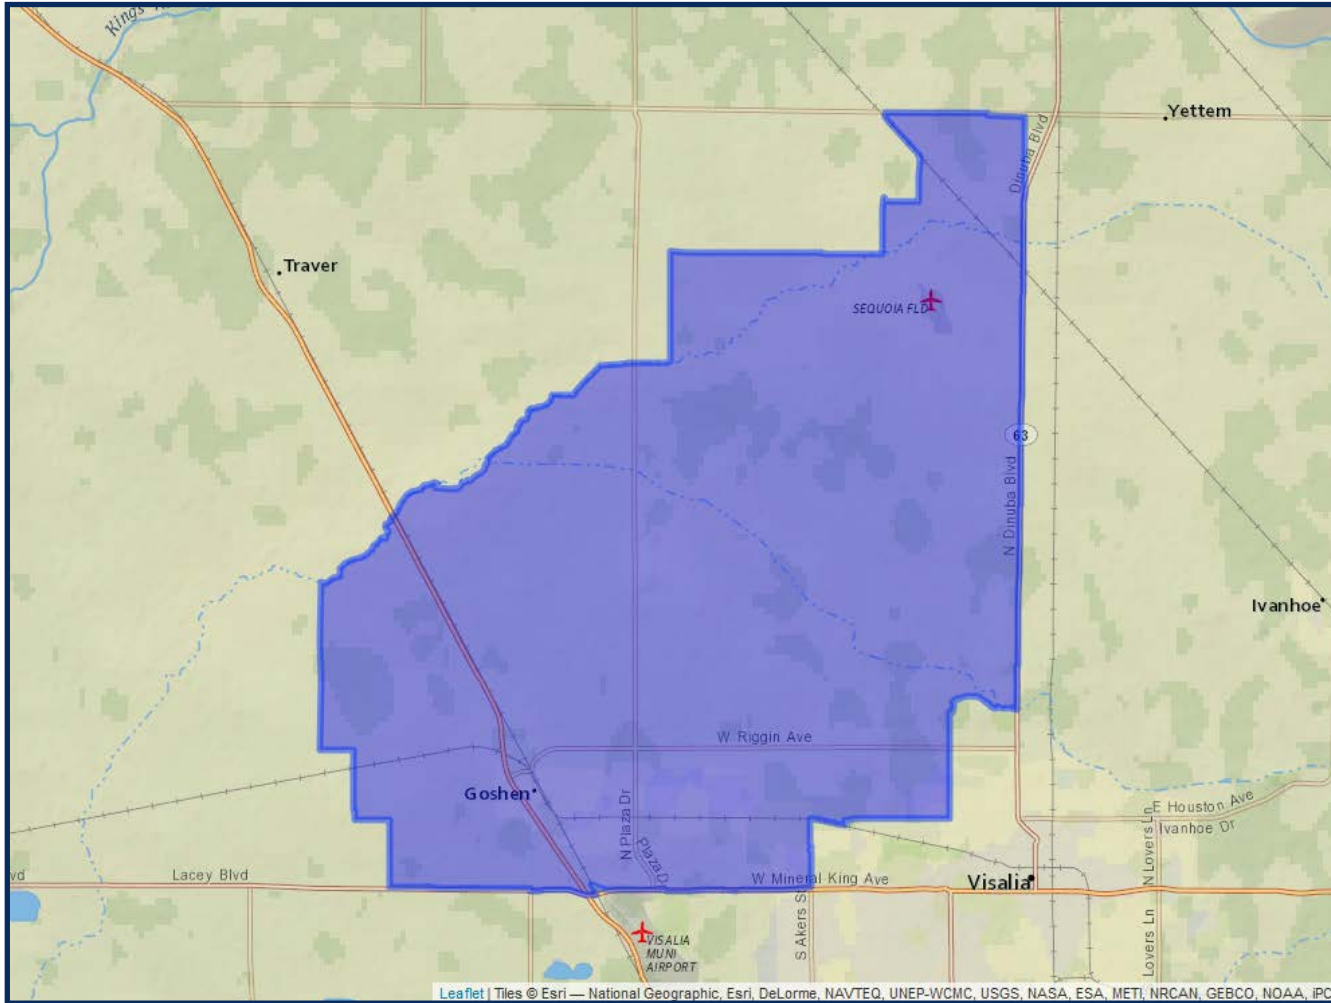 Kings
Yettem
Dinuba Blvd
Traver
SEQUOIA FLD
63
N Dinuba Blvd
Ivanhoe
W Riggin Ave
Goshen
N Plaza Dr
Plaza Dr
E Houston Ave
Ivanhoe Dr
N Lovers Ln
vd
Lacey Blvd
W Mineral King Ave
Visalia
S Akers St
Lovers Ln
VISALIA
MUNI
AIRPORT
Leaflet | Tiles © Esri — National Geographic, Esri, DeLorme, NAVTEQ, UNEP-WCMC, USGS, NASA, ESA, METI, NRCAN, GEBCO, NOAA, iPC